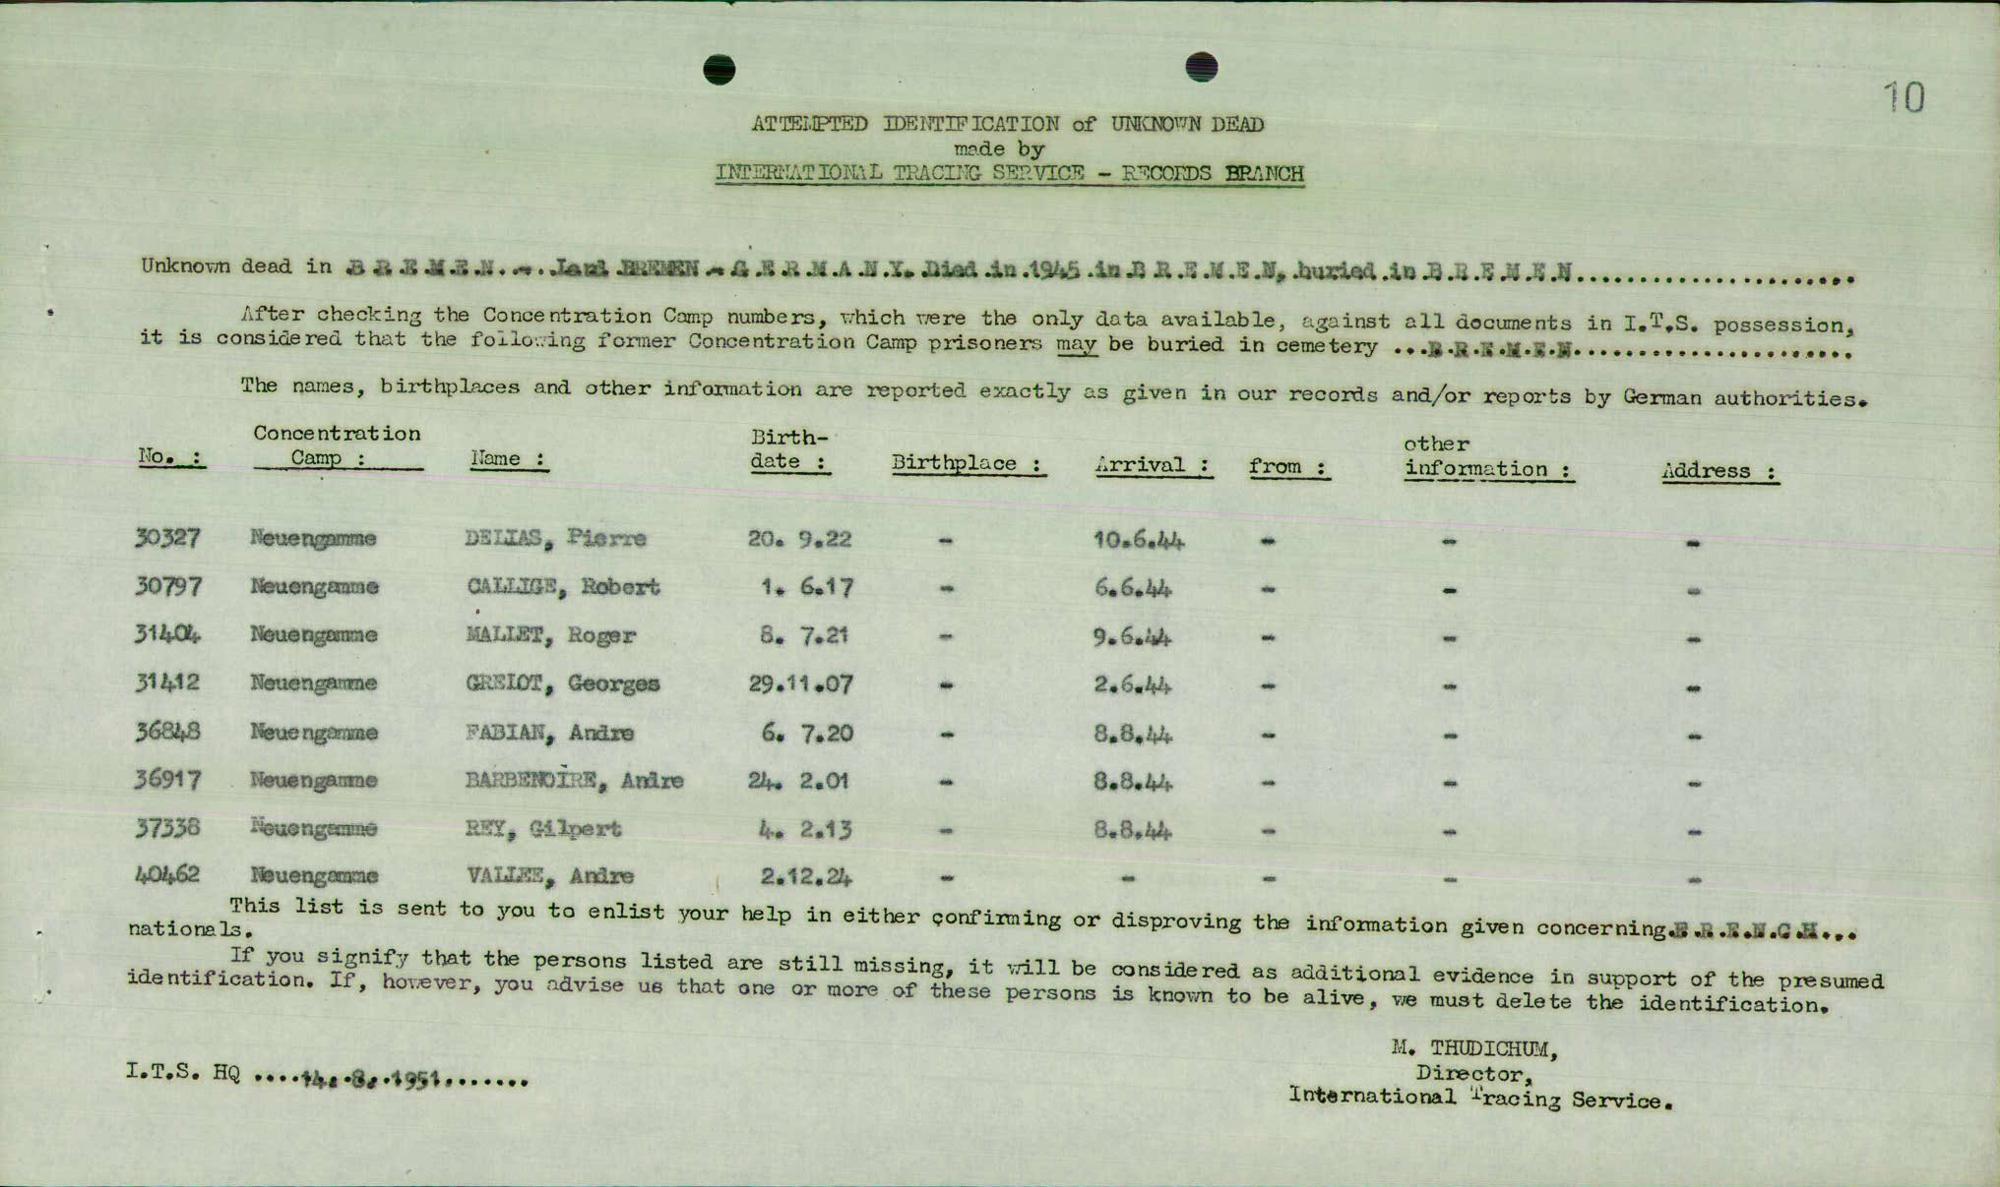 10
ATTEMPTED IDENTIFICATION of UNKNOWN DEAD
made by
INTERNATIONAL TRACING SERVICE - RECORDS BRANCH
Unknown dead in B R E M E N - Land BREMEN - G E R M A N Y. Died in 1945 in B R E M E N, buried in B R E M E N......................
After checking the Concentration Camp numbers, which were the only data available, against all documents in I.T.S. possession,
it is considered that the following former Concentration Camp prisoners may be buried in cemetery ...B.R.E.M.E.N......................
The names, birthplaces and other information are reported exactly as given in our records and/or reports by German authorities.
No. : Concentration Camp : Name : Birth-date : Birthplace : Arrival : from : other information : Address :
30327 Neuengamme DELIAS, Pierre 20. 9.22 - 10.6.44 - - -
30797 Neuengamme CALLIGE, Robert 1. 6.17 - 6.6.44 - - -
31404 Neuengamme MALLET, Roger 8. 7.21 - 9.6.44 - - -
31412 Neuengamme GRELOT, Georges 29.11.07 - 2.6.44 - - -
36848 Neuengamme FABIAN, Andre 6. 7.20 - 8.8.44 - - -
36917 Neuengamme BARBENOIRE, Andre 24. 2.01 - 8.8.44 - - -
37338 Neuengamme REY, Gilpert 4. 2.13 - 8.8.44 - - -
40462 Neuengamme VALLEE, Andre 2.12.24 - - - - -
This list is sent to you to enlist your help in either confirming or disproving the information given concerning.F.R.E.N.C.H...
nationals.
If you signify that the persons listed are still missing, it will be considered as additional evidence in support of the presumed
identification. If, however, you advise us that one or more of these persons is known to be alive, we must delete the identification.
M. THUDICHUM,
Director,
International Tracing Service.
I.T.S. HQ ....14. 8. 1951.......